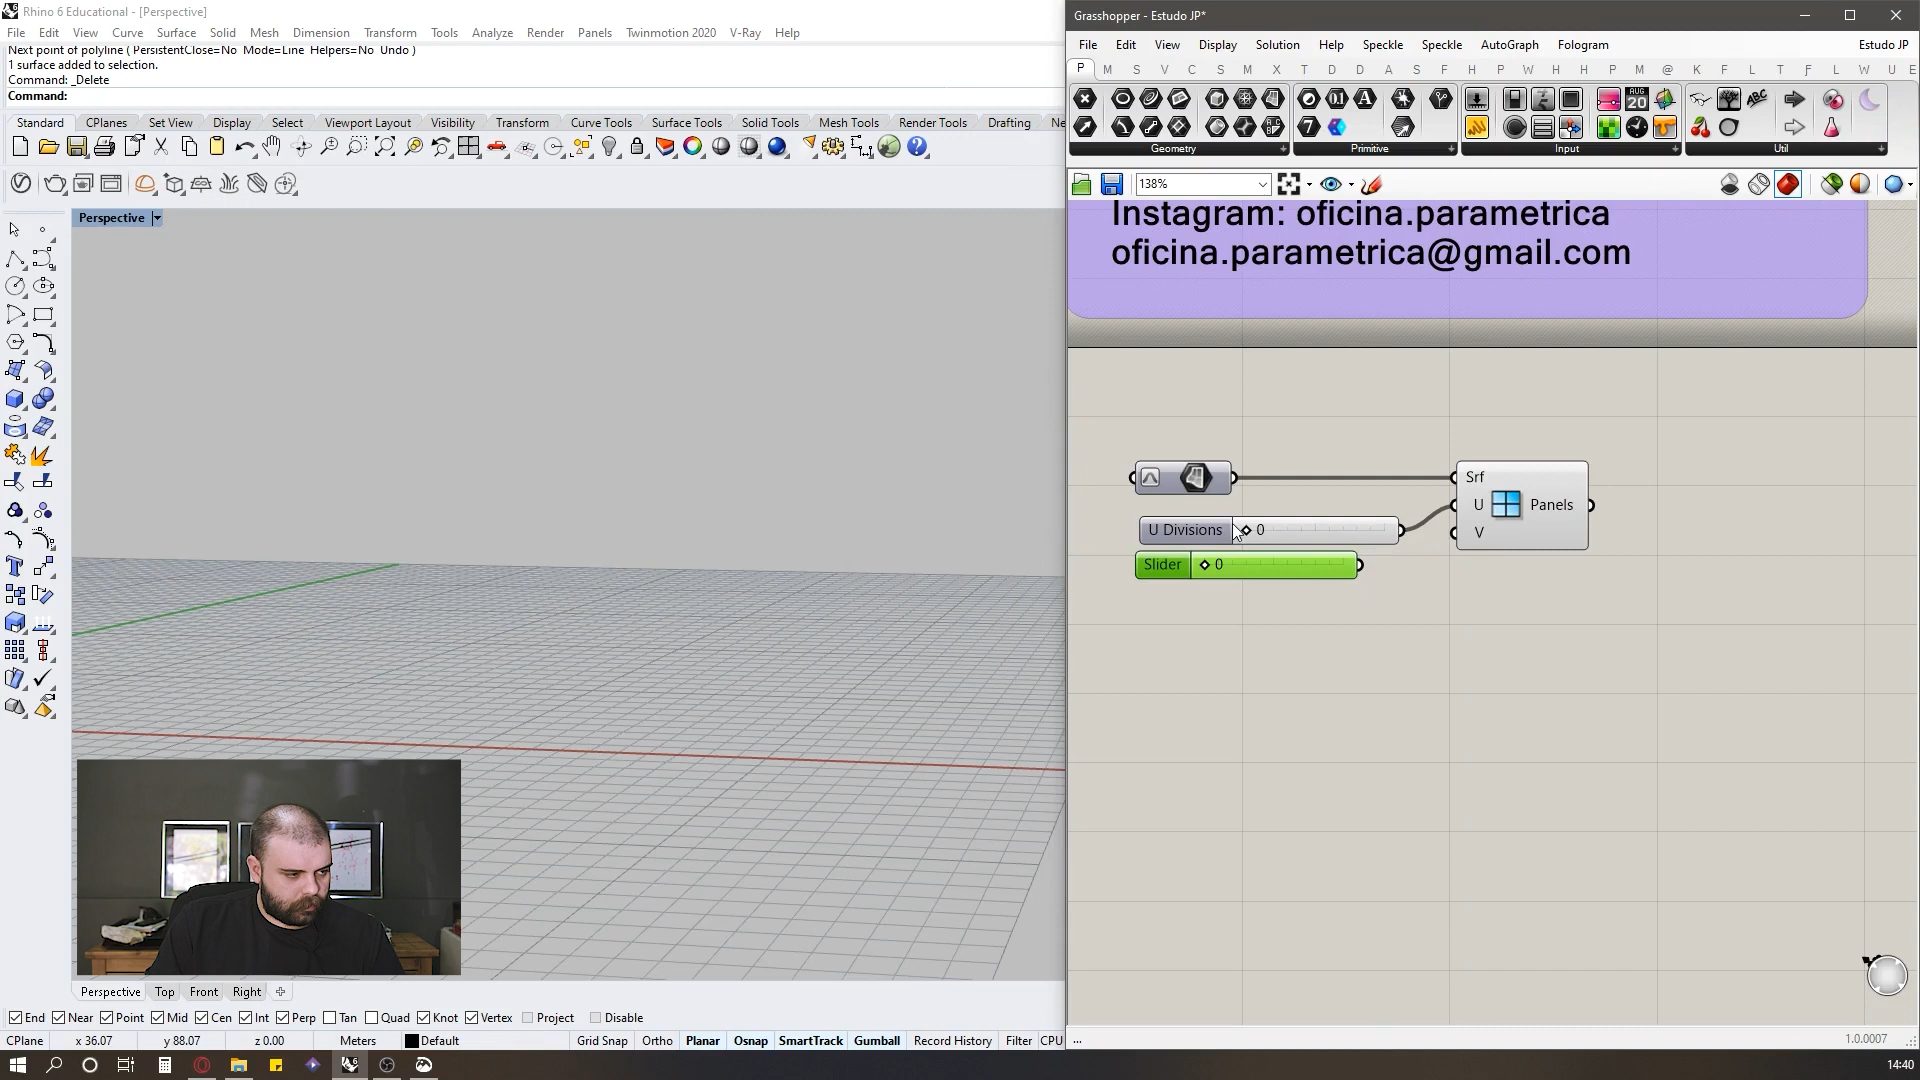 Rhino 6 Educational - [Perspective]
File Edit View Curve Surface Solid Mesh Dimension Transform Tools Analyze Render Panels Twinmotion 2020 V-Ray Help
Next point of polyline ( PersistentClose=No Mode=Line Helpers=No Undo )
1 surface added to selection.
Command: _Delete
Command:
Standard CPlanes Set View Display Select Viewport Layout Visibility Transform Curve Tools Surface Tools Solid Tools Mesh Tools Render Tools Drafting Ne
Perspective
Perspective Top Front Right
End Near Point Mid Cen Int Perp Tan Quad Knot Vertex Project Disable
CPlane x 36.07 y 88.07 z 0.00 Meters Default Grid Snap Ortho Planar Osnap SmartTrack Gumball Record History Filter CPU
Grasshopper - Estudo JP*
File Edit View Display Solution Help Speckle Speckle AutoGraph Fologram Estudo JP
P M S V C S M X T D D A S F H P W H H P M @ K F L T F L W U E
Geometry Primitive Input Util
138%
Instagram: oficina.parametrica
oficina.parametrica@gmail.com
Srf
U Panels
V
U Divisions 0
Slider 0
... 1.0.0007
14:40